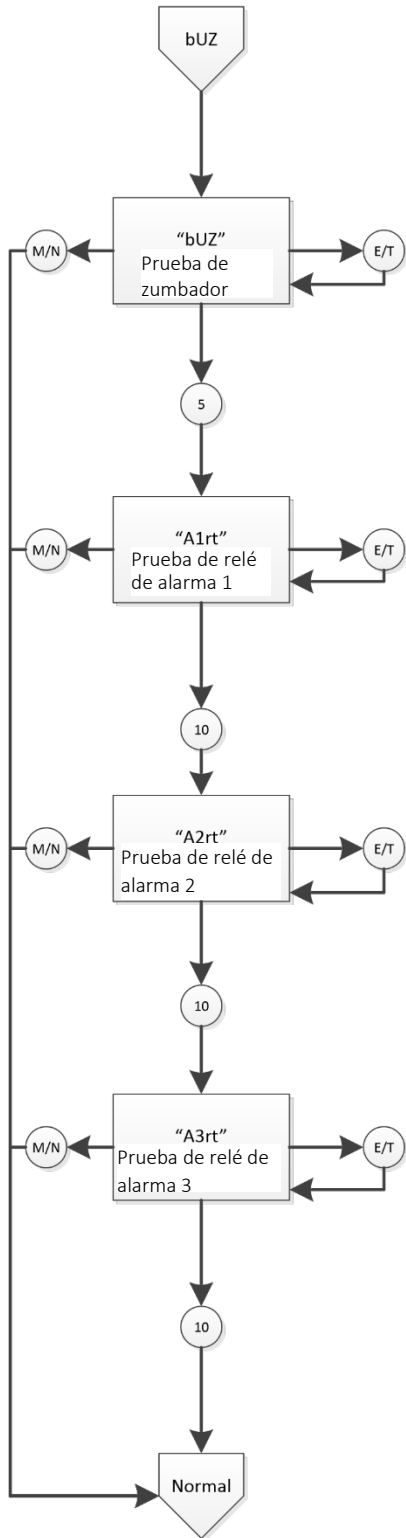 bUZ
“bUZ”
M/N
E/T
Prueba de
zumbador
5
“A1rt”
M/N
E/T
Prueba de relé
de alarma 1
10
“A2rt”
M/N
E/T
Prueba de relé de
alarma 2
10
“A3rt”
M/N
E/T
Prueba de relé de
alarma 3
10
Normal